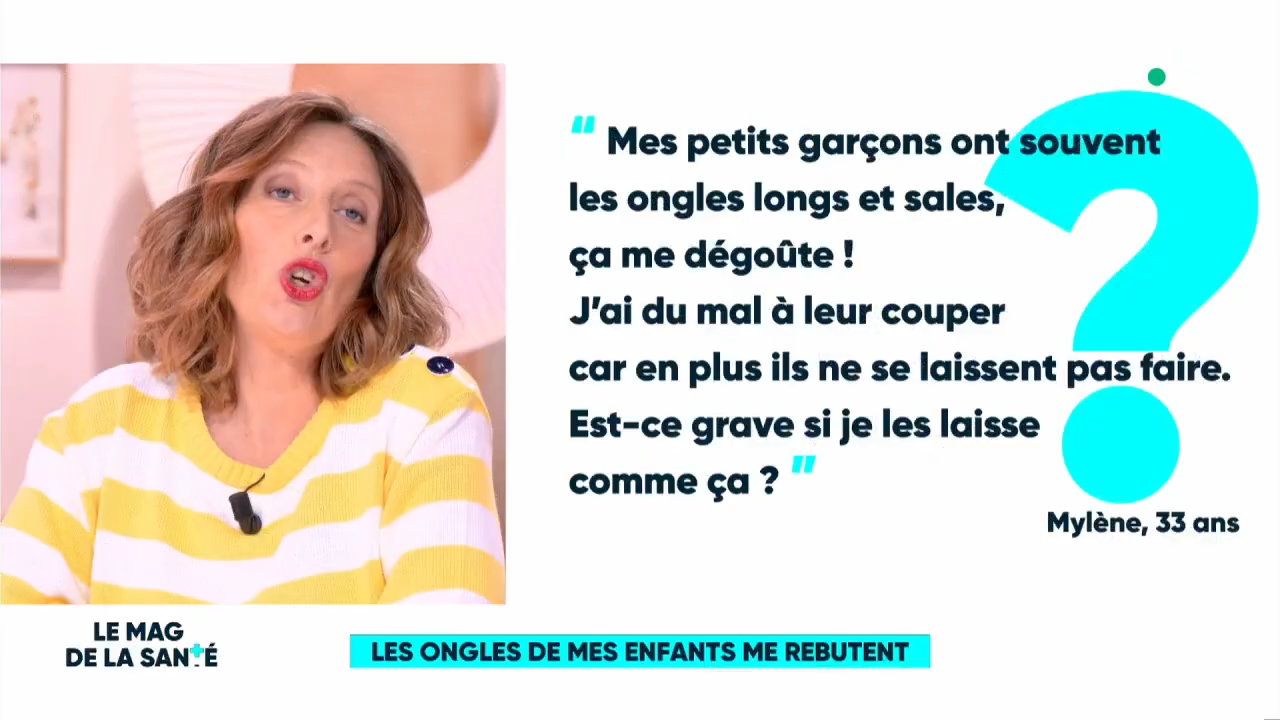 “ Mes petits garçons ont souvent
les ongles longs et sales,
ça me dégoûte !
J’ai du mal à leur couper
car en plus ils ne se laissent pas faire.
Est-ce grave si je les laisse
comme ça ? ”
Mylène, 33 ans
LE MAG
DE LA SANTÉ
LES ONGLES DE MES ENFANTS ME REBUTENT